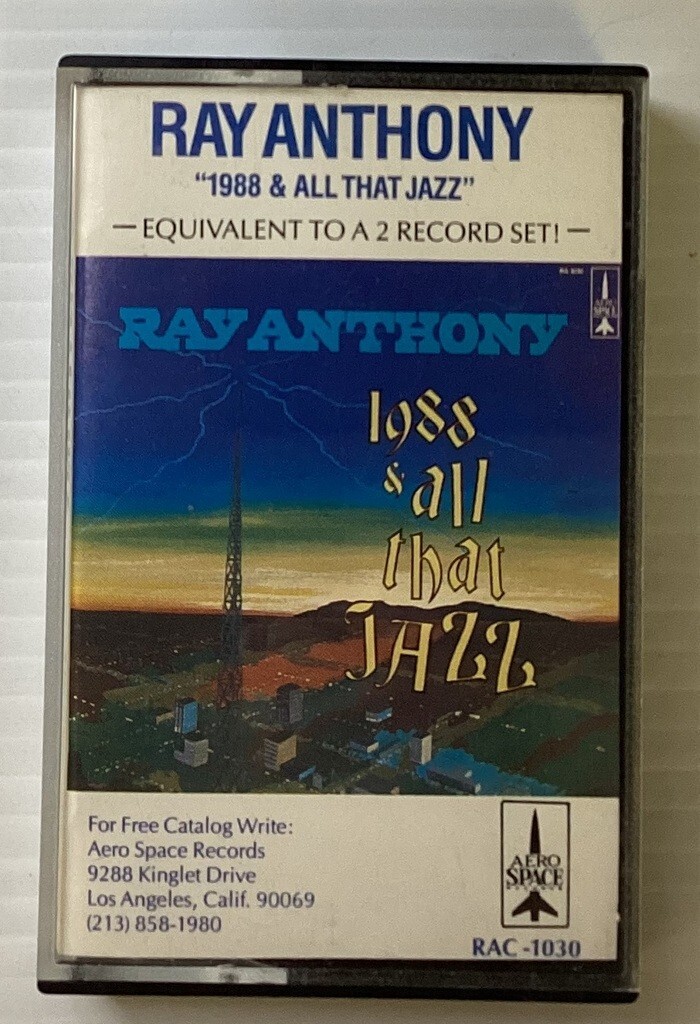 RAY ANTHONY
"1988 & ALL THAT JAZZ"
— EQUIVALENT TO A 2 RECORD SET! —
AERO
SPACE
RAY ANTHONY
1988
& all
that
JAZZ
For Free Catalog Write:
Aero Space Records
9288 Kinglet Drive
Los Angeles, Calif. 90069
(213) 858-1980
AERO
SPACE
RECORDS
RAC-1030